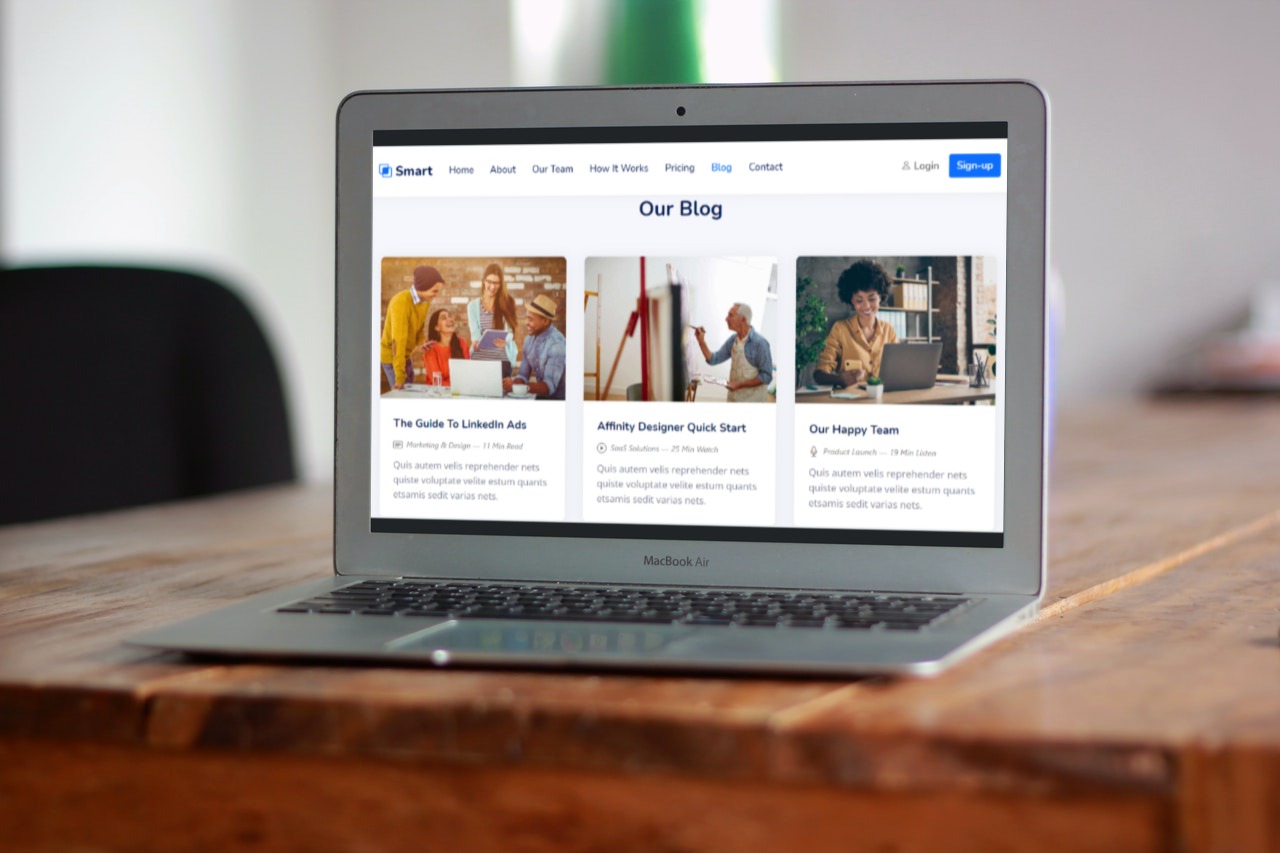 Smart Home About Our Team How It Works Pricing Blog Contact Login Sign-up
Our Blog
The Guide To LinkedIn Ads
Marketing & Design — 11 Min Read
Quis autem velis reprehender nets
quiste voluptate velite estum quants
etsamis sedit varias nets.
Affinity Designer Quick Start
SaaS Solutions — 25 Min Watch
Quis autem velis reprehender nets
quiste voluptate velite estum quants
etsamis sedit varias nets.
Our Happy Team
Product Launch — 19 Min Listen
Quis autem velis reprehender nets
quiste voluptate velite estum quants
etsamis sedit varias nets.
MacBook Air